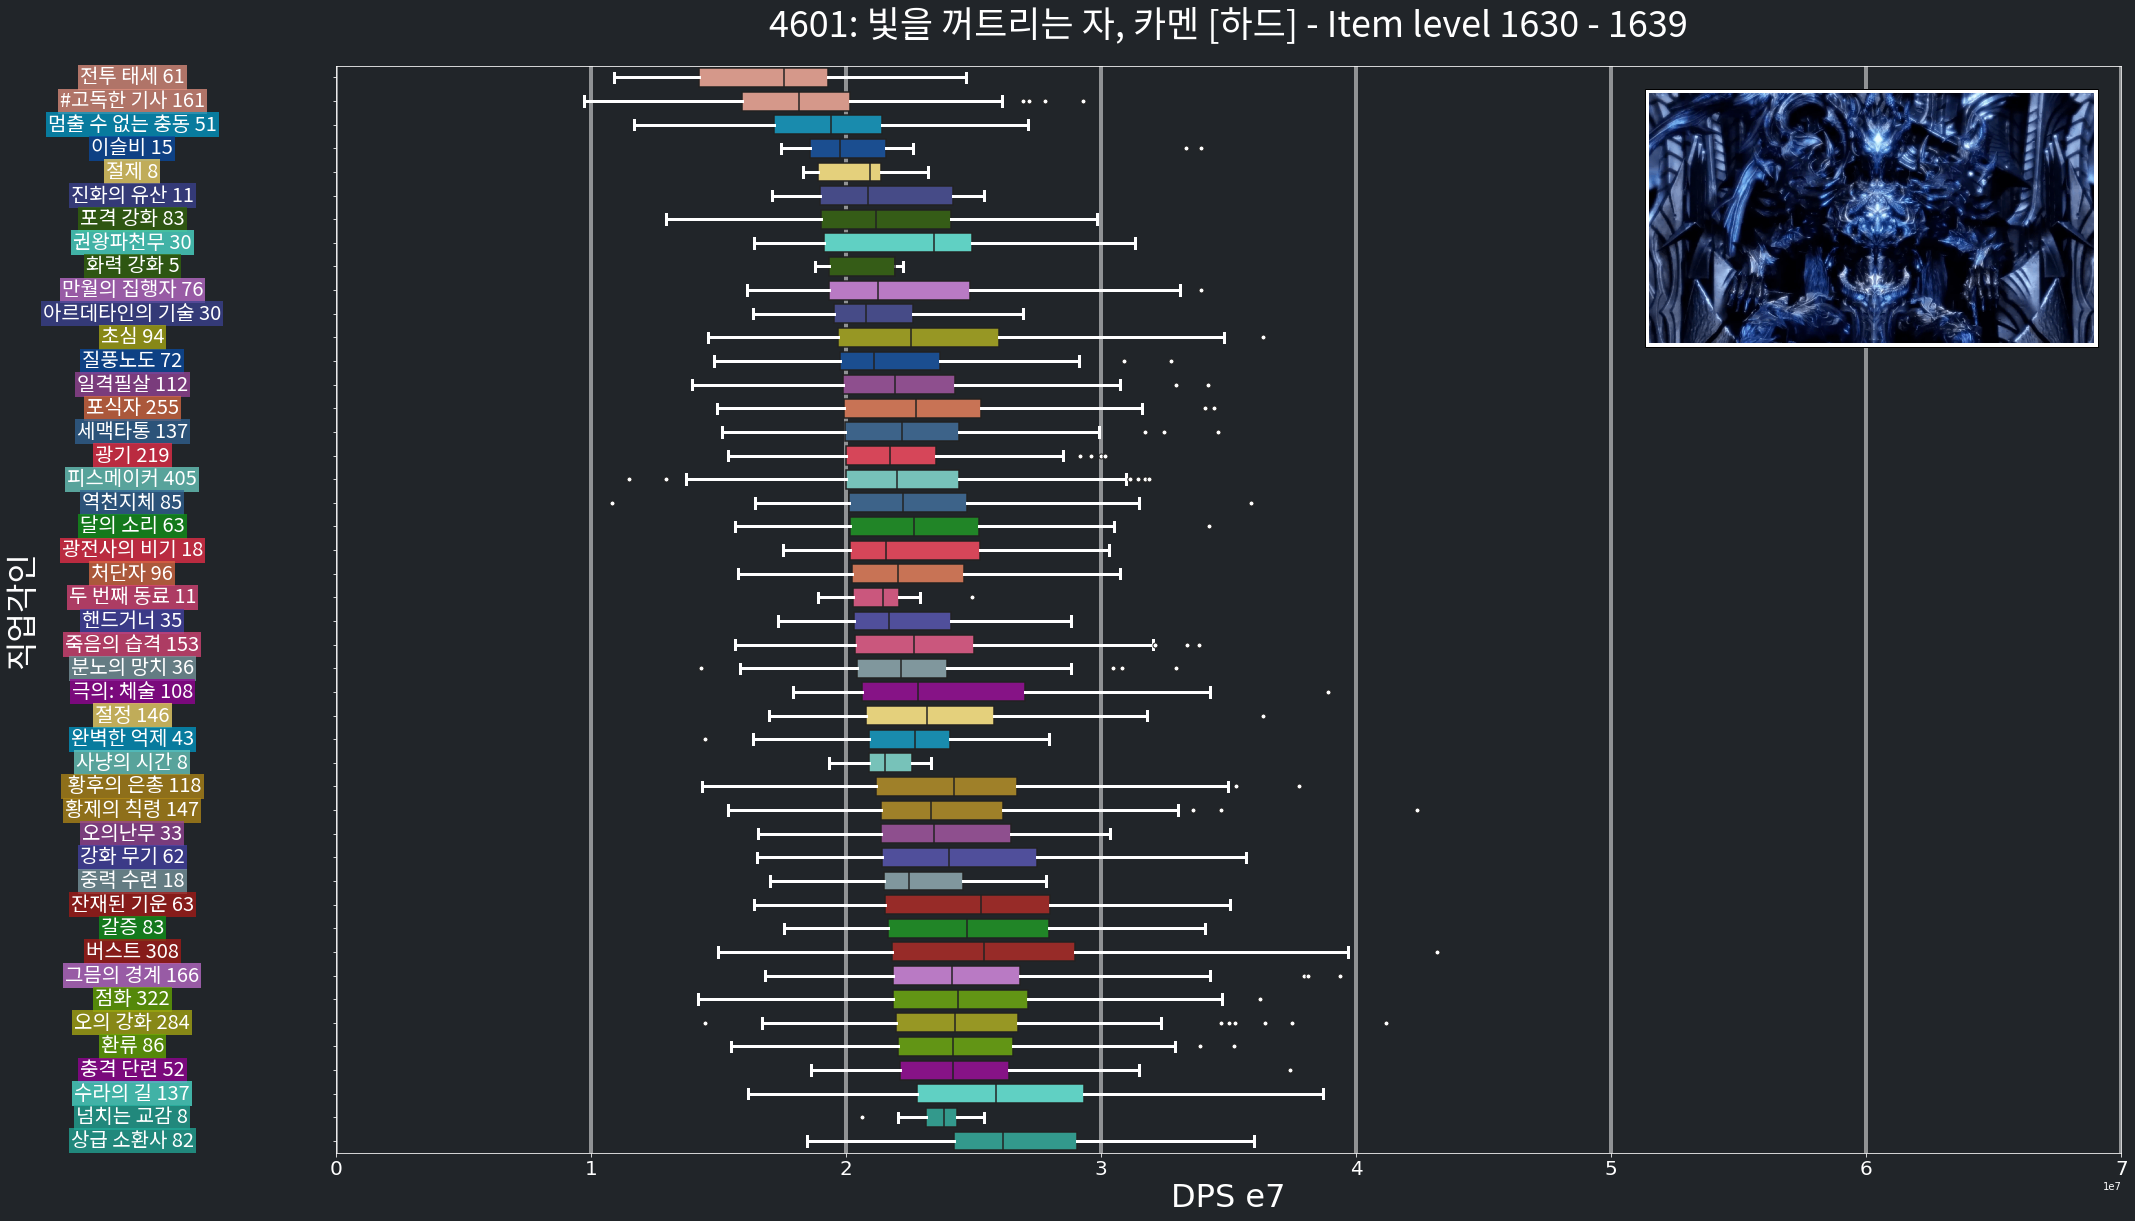 4601: 빛을 꺼트리는 자, 카멘 [하드] - Item level 1630 - 1639
직업각인
전투 태세 61
#고독한 기사 161
멈출 수 없는 충동 51
이슬비 15
절제 8
진화의 유산 11
포격 강화 83
권왕파천무 30
화력 강화 5
만월의 집행자 76
아르데타인의 기술 30
초심 94
질풍노도 72
일격필살 112
포식자 255
세맥타통 137
광기 219
피스메이커 405
역천지체 85
달의 소리 63
광전사의 비기 18
처단자 96
두 번째 동료 11
핸드거너 35
죽음의 습격 153
분노의 망치 36
극의: 체술 108
절정 146
완벽한 억제 43
사냥의 시간 8
황후의 은총 118
황제의 칙령 147
오의난무 33
강화 무기 62
중력 수련 18
잔재된 기운 63
갈증 83
버스트 308
그믐의 경계 166
점화 322
오의 강화 284
환류 86
충격 단련 52
수라의 길 137
넘치는 교감 8
상급 소환사 82
0 1 2 3 4 5 6 7
1e7
DPS e7